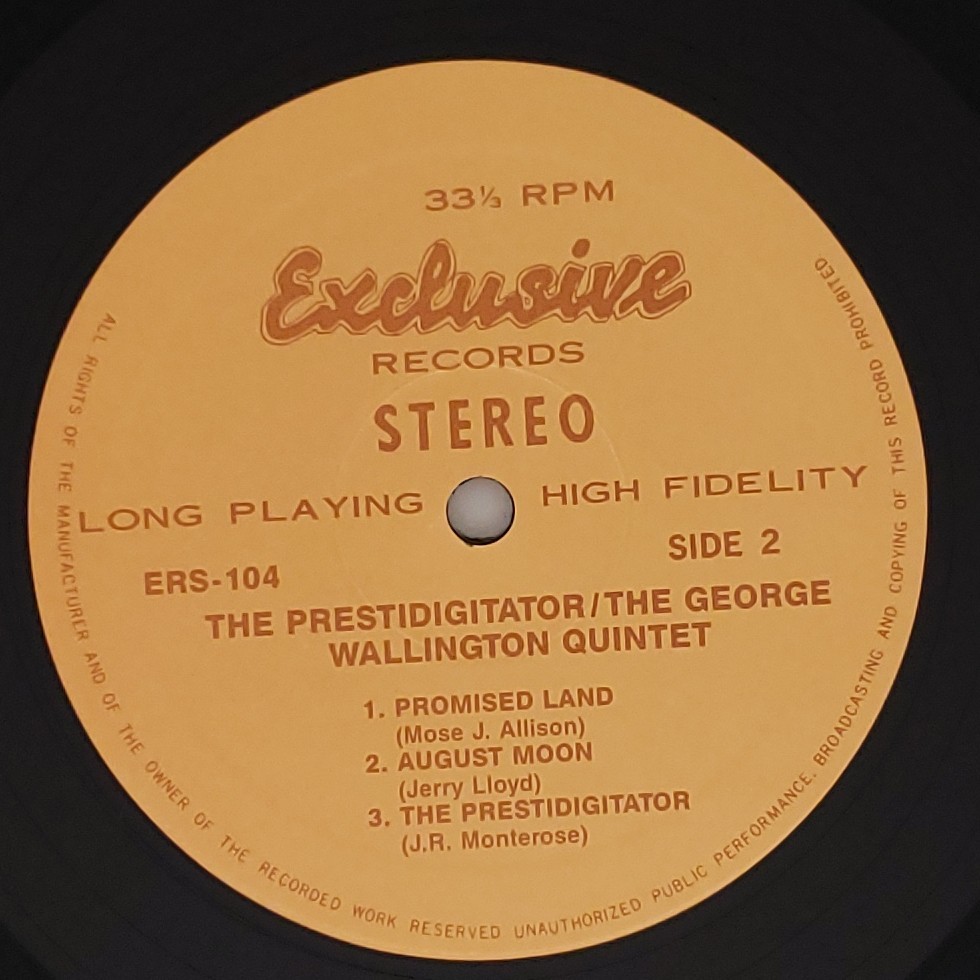 33⅓ RPM
Exclusive
RECORDS
STEREO
LONG PLAYING HIGH FIDELITY
ERS-104 SIDE 2
THE PRESTIDIGITATOR/THE GEORGE
WALLINGTON QUINTET
1. PROMISED LAND
(Mose J. Allison)
2. AUGUST MOON
(Jerry Lloyd)
3. THE PRESTIDIGITATOR
(J.R. Monterose)
ALL RIGHTS OF THE MANUFACTURER AND OF THE OWNER OF THE RECORDED WORK RESERVED UNAUTHORIZED PUBLIC PERFORMANCE. BROADCASTING AND COPYING OF THIS RECORD PROHIBITED